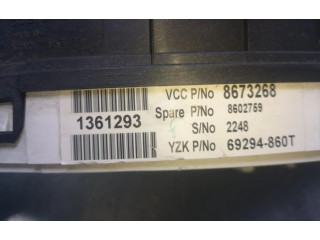 VCC P/No 8673268
1361293 Spare P/No 8602759
S/No 2248
YZK P/No 69294-860T